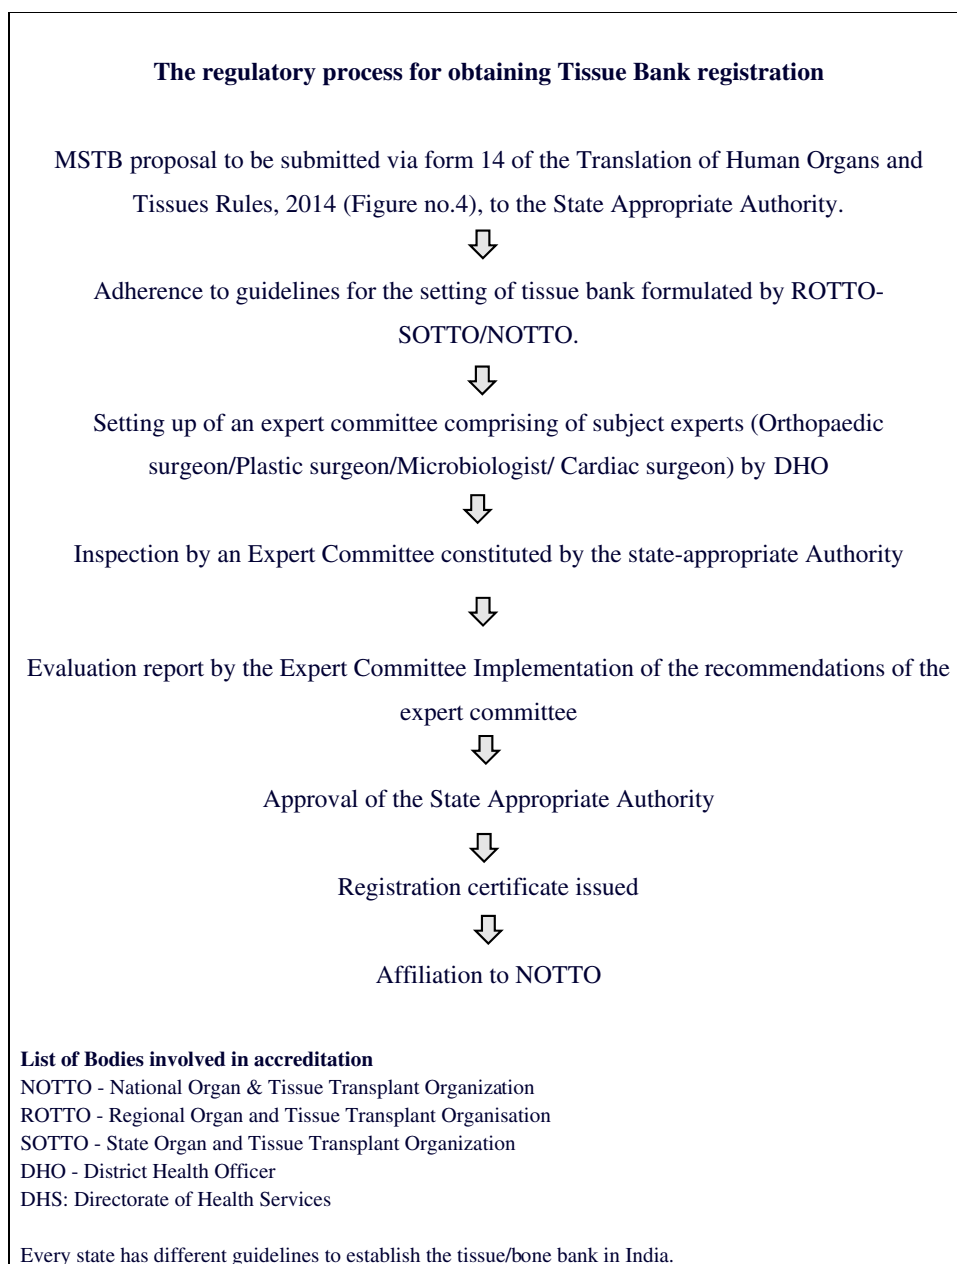 The regulatory process for obtaining Tissue Bank registration
MSTB proposal to be submitted via form 14 of the Translation of Human Organs and
Tissues Rules, 2014 (Figure no.4), to the State Appropriate Authority.
Adherence to guidelines for the setting of tissue bank formulated by ROTTO-
SOTTO/NOTTO.
Setting up of an expert committee comprising of subject experts (Orthopaedic
surgeon/Plastic surgeon/Microbiologist/ Cardiac surgeon) by DHO
Inspection by an Expert Committee constituted by the state-appropriate Authority
Evaluation report by the Expert Committee Implementation of the recommendations of the
expert committee
Approval of the State Appropriate Authority
Registration certificate issued
Affiliation to NOTTO
List of Bodies involved in accreditation
NOTTO - National Organ & Tissue Transplant Organization
ROTTO - Regional Organ and Tissue Transplant Organisation
SOTTO - State Organ and Tissue Transplant Organization
DHO - District Health Officer
DHS: Directorate of Health Services
Every state has different guidelines to establish the tissue/bone bank in India.